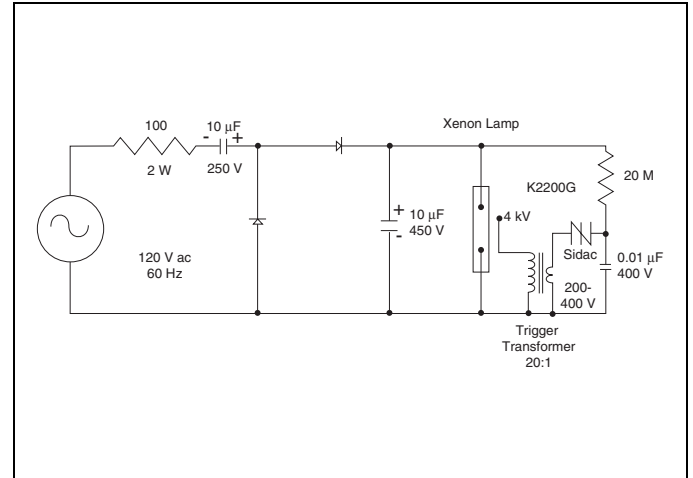 100
2 W
- 10 μF +
250 V
120 V ac
60 Hz
+ 10 μF
- 450 V
Xenon Lamp
4 kV
K2200G
Sidac
20 M
0.01 μF
400 V
200-
400 V
Trigger
Transformer
20:1